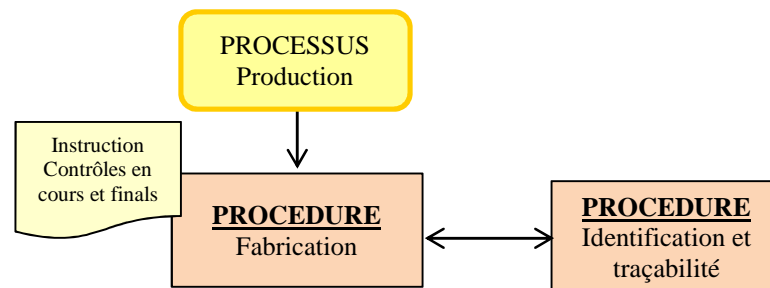 PROCESSUS
Production
Instruction
Contrôles en
cours et finals
PROCEDURE
Fabrication
PROCEDURE
Identification et
traçabilité